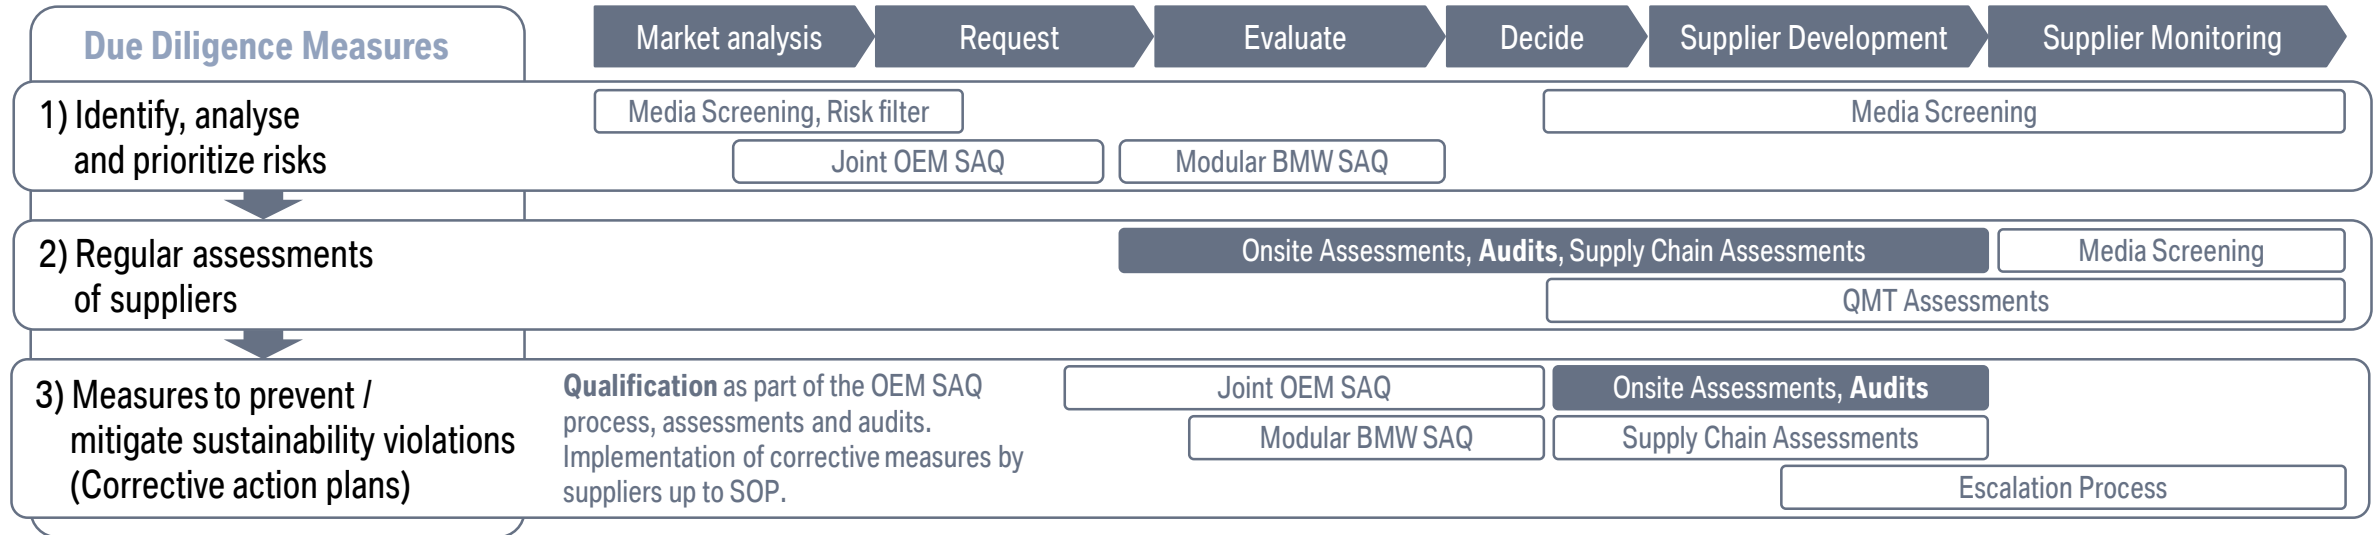 Due Diligence Measures
Market analysis
Request
Evaluate
Decide
Supplier Development
Supplier Monitoring
1) Identify, analyse
and prioritize risks
Media Screening, Risk filter
Media Screening
Joint OEM SAQ
Modular BMW SAQ
2) Regular assessments
of suppliers
Onsite Assessments, Audits, Supply Chain Assessments
Media Screening
QMT Assessments
3) Measures to prevent /
mitigate sustainability violations
(Corrective action plans)
Qualification as part of the OEM SAQ
process, assessments and audits.
Implementation of corrective measures by
suppliers up to SOP.
Joint OEM SAQ
Onsite Assessments, Audits
Modular BMW SAQ
Supply Chain Assessments
Escalation Process